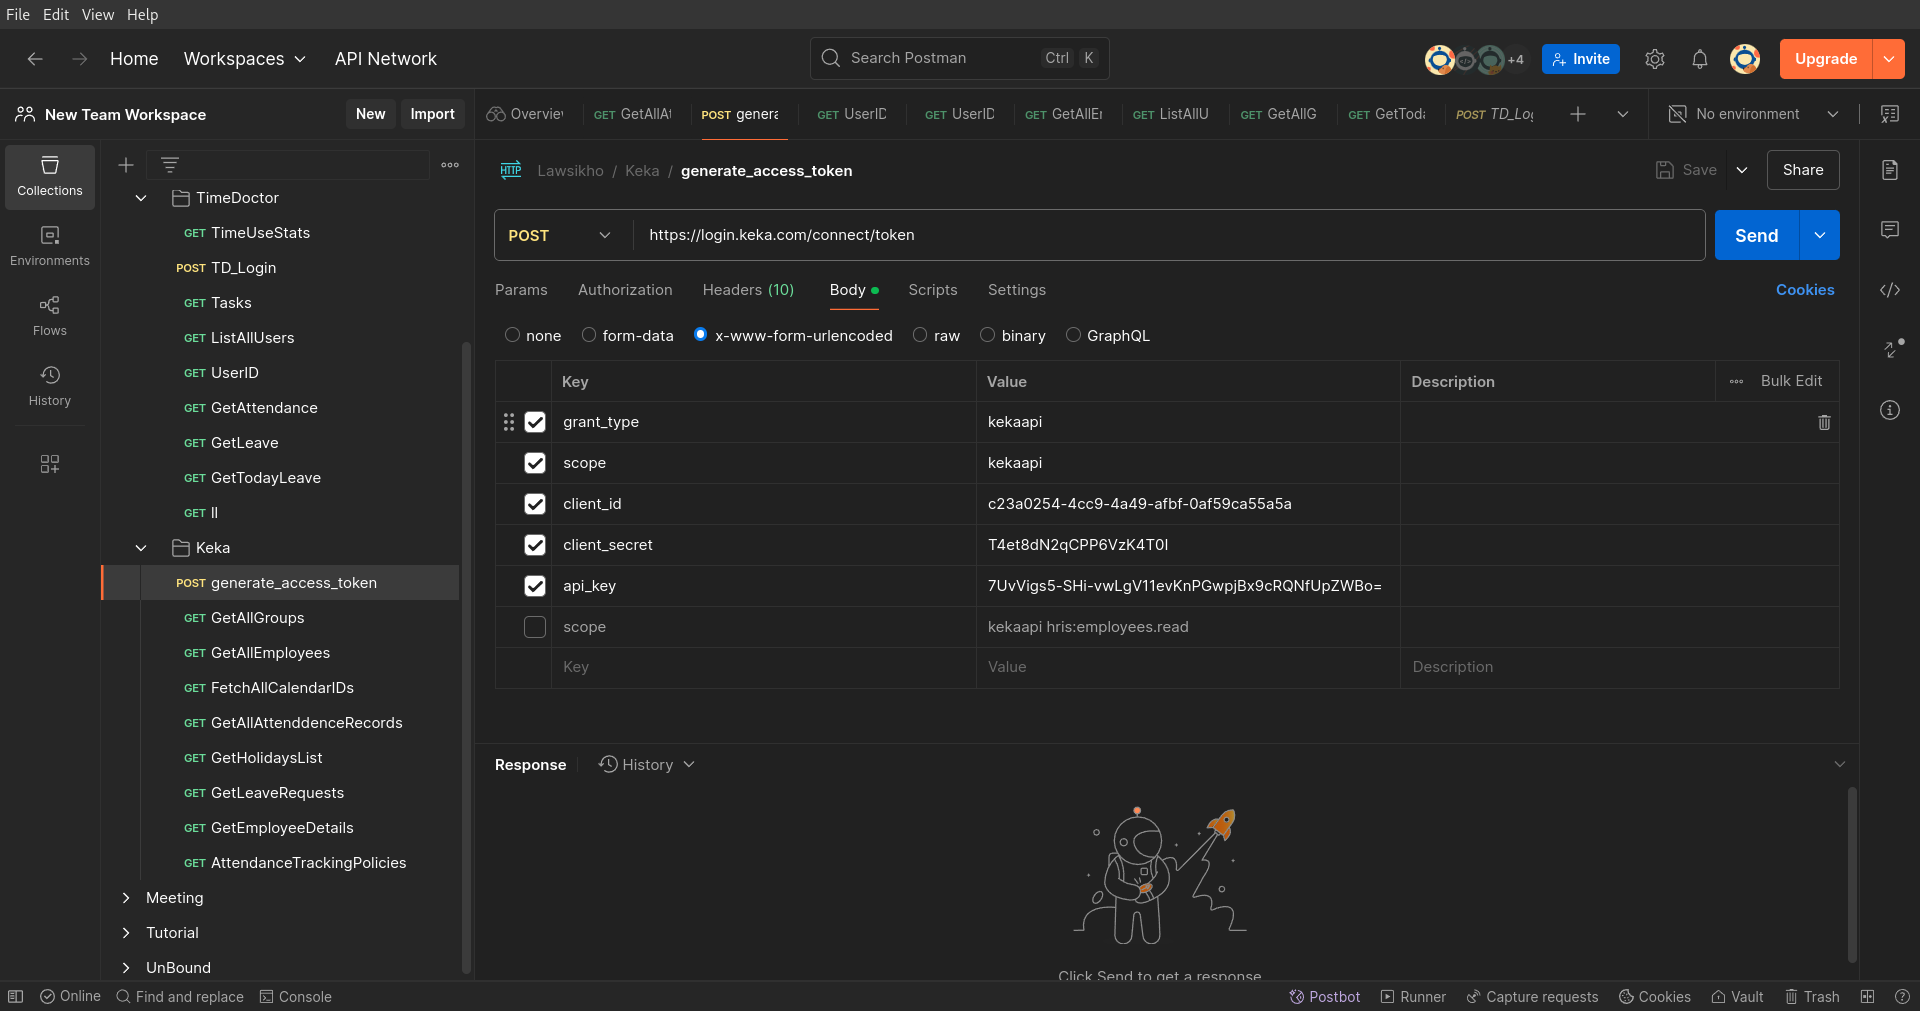 File Edit View Help
Home Workspaces API Network Search Postman Ctrl K +4 Invite Upgrade
New Team Workspace New Import
Overvie GET GetAllAt POST genera GET UserID GET UserID GET GetAllEr GET ListAllU GET GetAllG GET GetToda POST TD_Log No environment
Collections
Environments
Flows
History
TimeDoctor
GET TimeUseStats
POST TD_Login
GET Tasks
GET ListAllUsers
GET UserID
GET GetAttendance
GET GetLeave
GET GetTodayLeave
Keka
POST generate_access_token
GET GetAllGroups
GET GetAllEmployees
GET FetchAllCalendarIDs
GET GetAllAttenddenceRecords
GET GetHolidaysList
GET GetLeaveRequests
GET GetEmployeeDetails
GET AttendanceTrackingPolicies
Meeting
Tutorial
UnBound
HTTP Lawsikho / Keka / generate_access_token Save Share
POST https://login.keka.com/connect/token Send
Params Authorization Headers (10) Body Scripts Settings Cookies
none form-data x-www-form-urlencoded raw binary GraphQL
Key Value Description Bulk Edit
grant_type kekaapi
scope kekaapi
client_id c23a0254-4cc9-4a49-afbf-0af59ca55a5a
client_secret T4et8dN2qCPP6VzK4T0I
api_key 7UvVigs5-SHi-vwLgV11evKnPGwpjBx9cRQNfUpZWBo=
scope kekaapi hris:employees.read
Key Value Description
Response History
Click Send to get a response
Online Find and replace Console Postbot Runner Capture requests Cookies Vault Trash